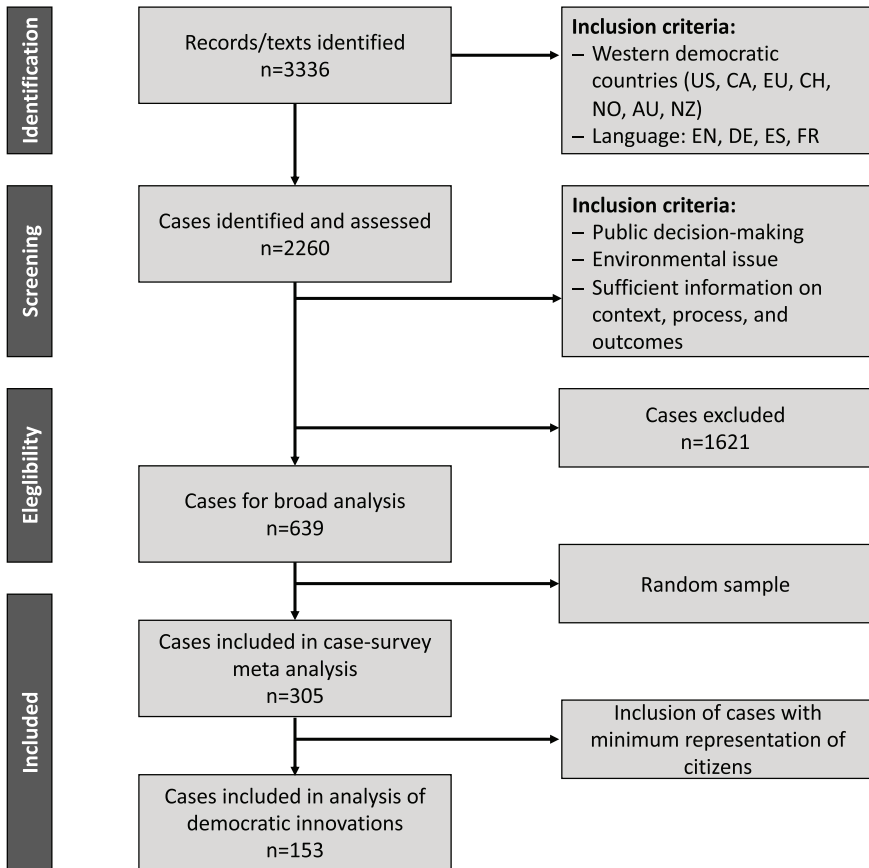 Identification
Records/texts identified
n=3336
Inclusion criteria:
– Western democratic
countries (US, CA, EU, CH,
NO, AU, NZ)
– Language: EN, DE, ES, FR
Screening
Cases identified and assessed
n=2260
Inclusion criteria:
– Public decision-making
– Environmental issue
– Sufficient information on
context, process, and
outcomes
Eleglibility
Cases excluded
n=1621
Cases for broad analysis
n=639
Random sample
Included
Cases included in case-survey
meta analysis
n=305
Inclusion of cases with
minimum representation of
citizens
Cases included in analysis of
democratic innovations
n=153